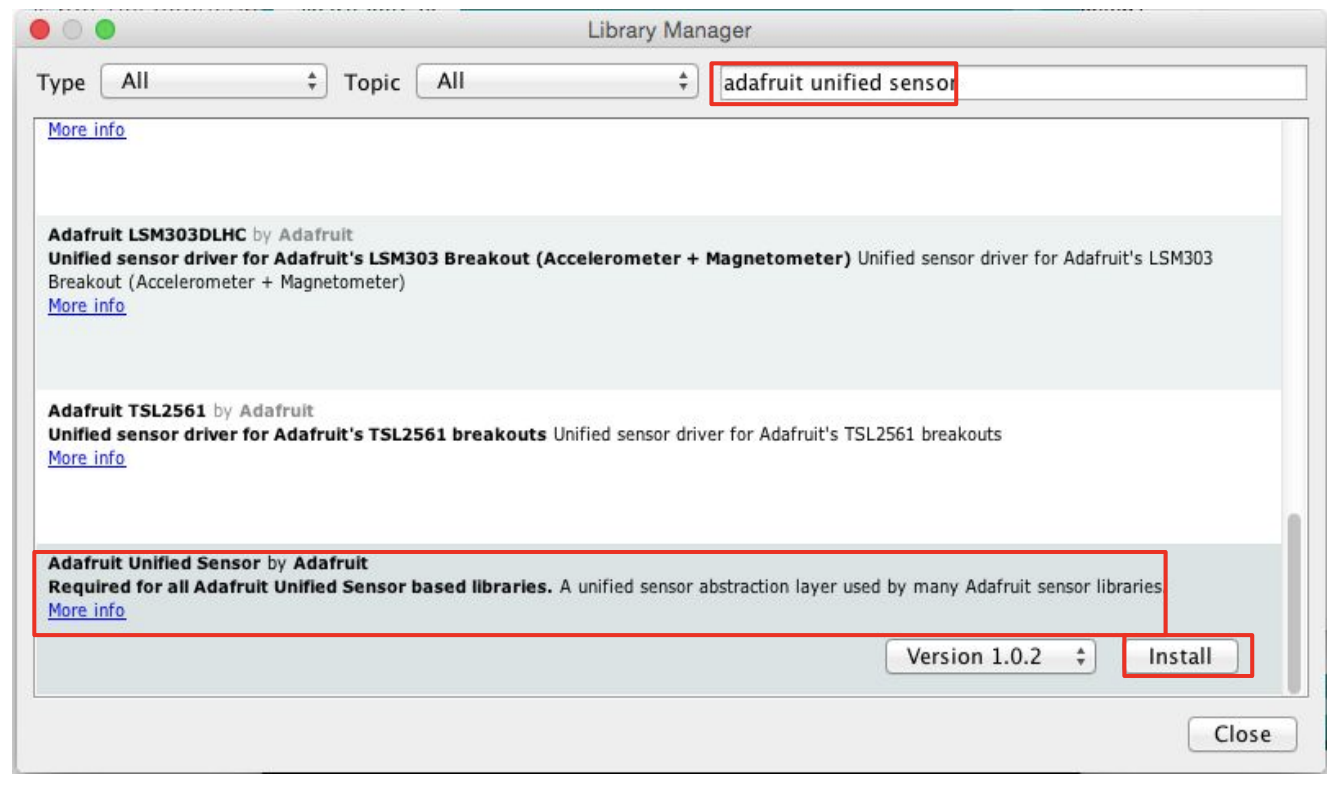 Library Manager
Type All Topic All adafruit unified sensor
More info
Adafruit LSM303DLHC by Adafruit
Unified sensor driver for Adafruit's LSM303 Breakout (Accelerometer + Magnetometer) Unified sensor driver for Adafruit's LSM303
Breakout (Accelerometer + Magnetometer)
More info
Adafruit TSL2561 by Adafruit
Unified sensor driver for Adafruit's TSL2561 breakouts Unified sensor driver for Adafruit's TSL2561 breakouts
More info
Adafruit Unified Sensor by Adafruit
Required for all Adafruit Unified Sensor based libraries. A unified sensor abstraction layer used by many Adafruit sensor libraries.
More info
Version 1.0.2 Install
Close